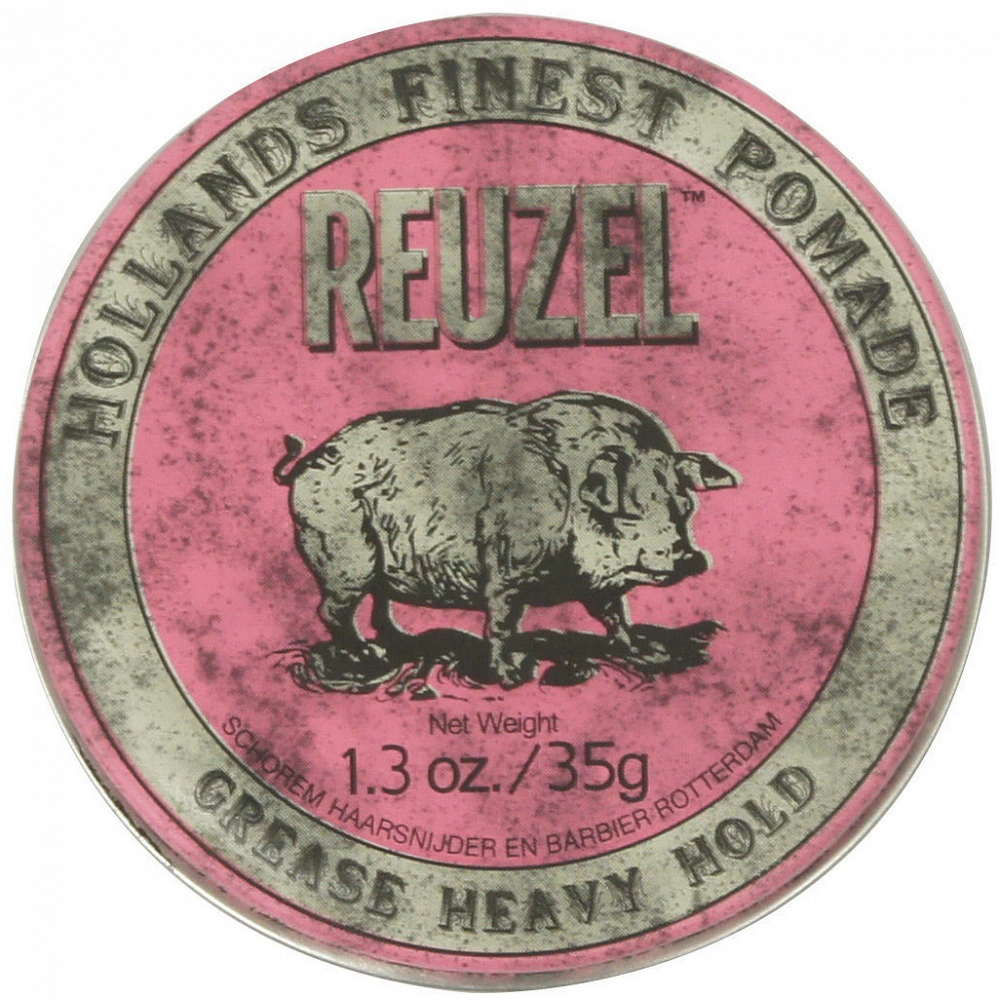 HOLLANDS FINEST POMADE
REUZEL™
Net Weight
1.3 oz./35g
SCHOREM HAARSNIJDER EN BARBIER·ROTTERDAM
GREASE HEAVY HOLD